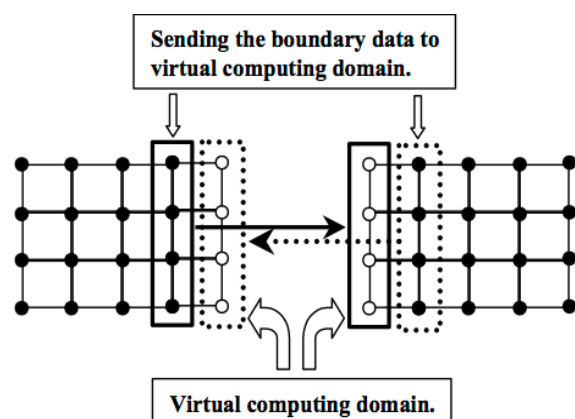 Sending the boundary data to
virtual computing domain.
Virtual computing domain.